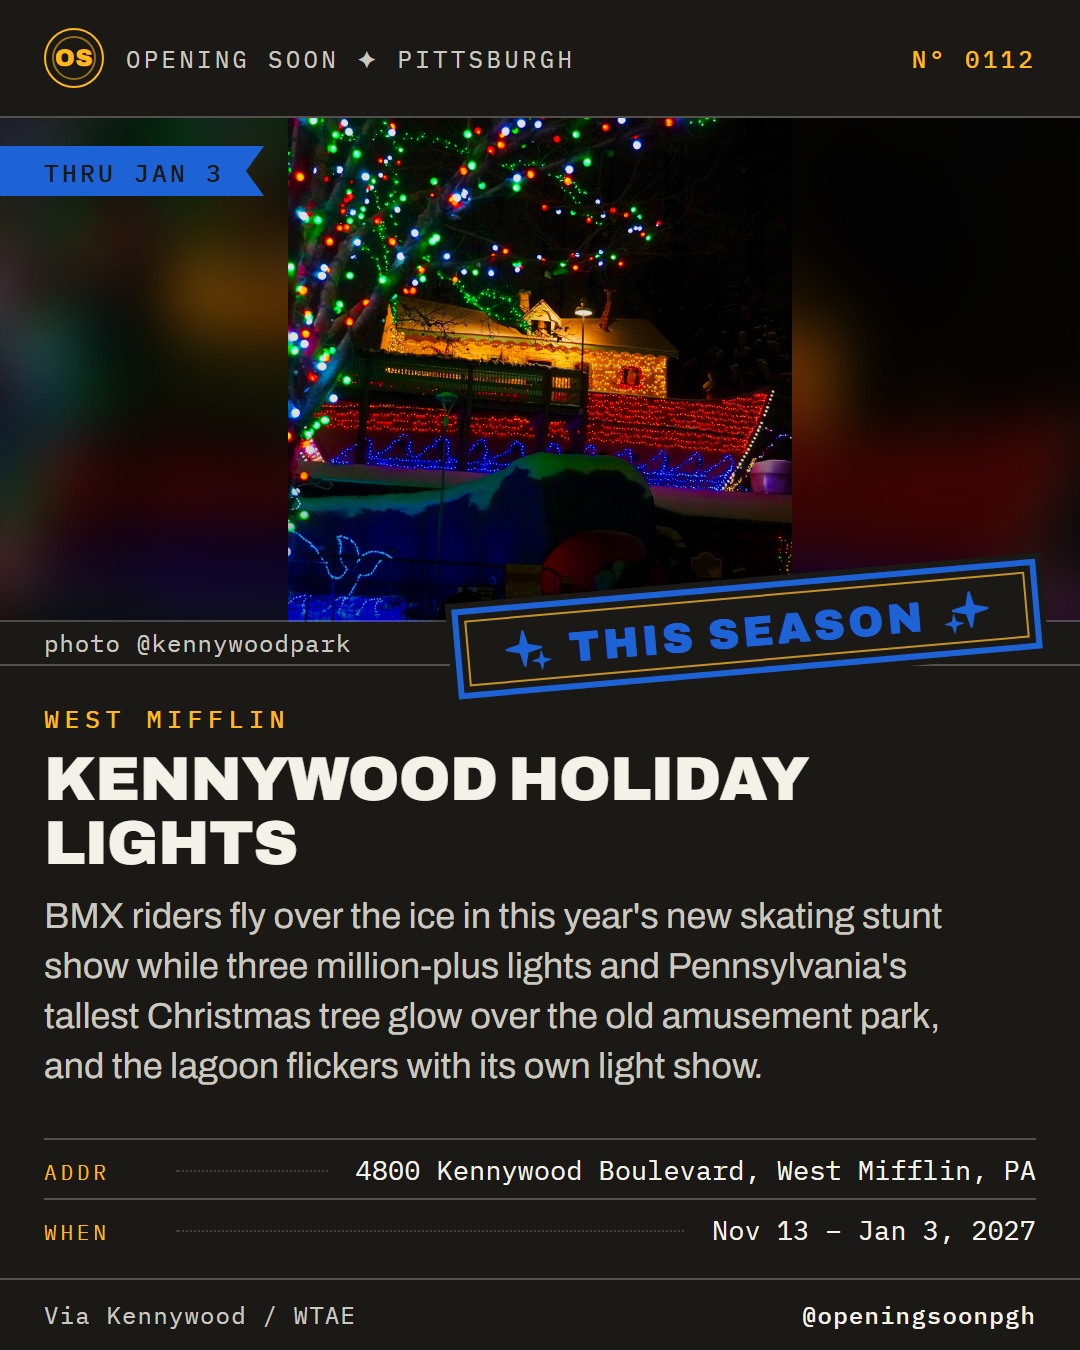 OS OPENING SOON ✦ PITTSBURGH
N° 0112
THRU JAN 3
photo @kennywoodpark
THIS SEASON
WEST MIFFLIN
KENNYWOOD HOLIDAY
LIGHTS
BMX riders fly over the ice in this year's new skating stunt
show while three million-plus lights and Pennsylvania's
tallest Christmas tree glow over the old amusement park,
and the lagoon flickers with its own light show.
ADDR 4800 Kennywood Boulevard, West Mifflin, PA
WHEN Nov 13 – Jan 3, 2027
Via Kennywood / WTAE
@openingsoonpgh